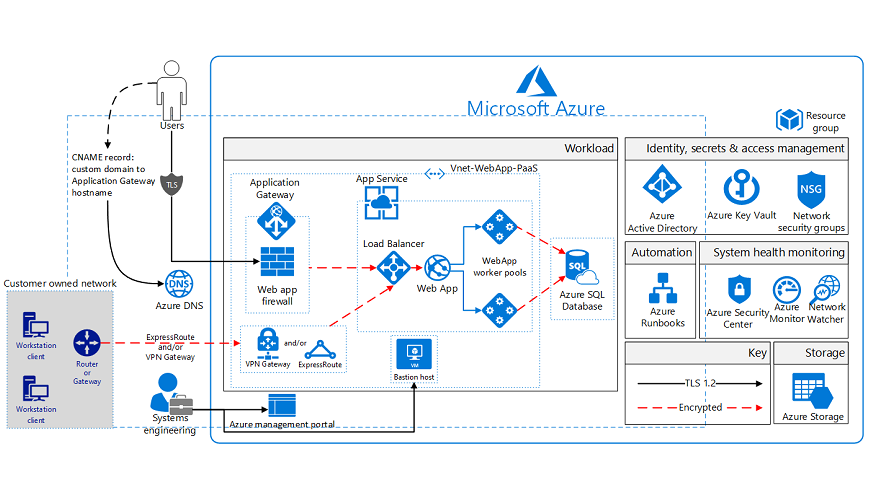 Microsoft Azure
Resource
group
Users
CNAME record:
custom domain to
Application Gateway
hostname
TLS
Workload
Vnet-WebApp-PaaS
Application
Gateway
App Service
Load Balancer
Web app
firewall
Web App
WebApp
worker pools
SQL
Azure SQL
Database
DNS
Azure DNS
Customer owned network
Workstation
client
Router
or
Gateway
Workstation
client
ExpressRoute
and/or
VPN Gateway
and/or
VPN Gateway
ExpressRoute
VM
Bastion host
Systems
engineering
Azure management portal
Identity, secrets & access management
Azure
Active Directory
Azure Key Vault
NSG
Network
security groups
Automation
Azure
Runbooks
System health monitoring
Azure Security
Center
Azure
Monitor
Network
Watcher
Key
TLS 1.2
Encrypted
Storage
Azure Storage